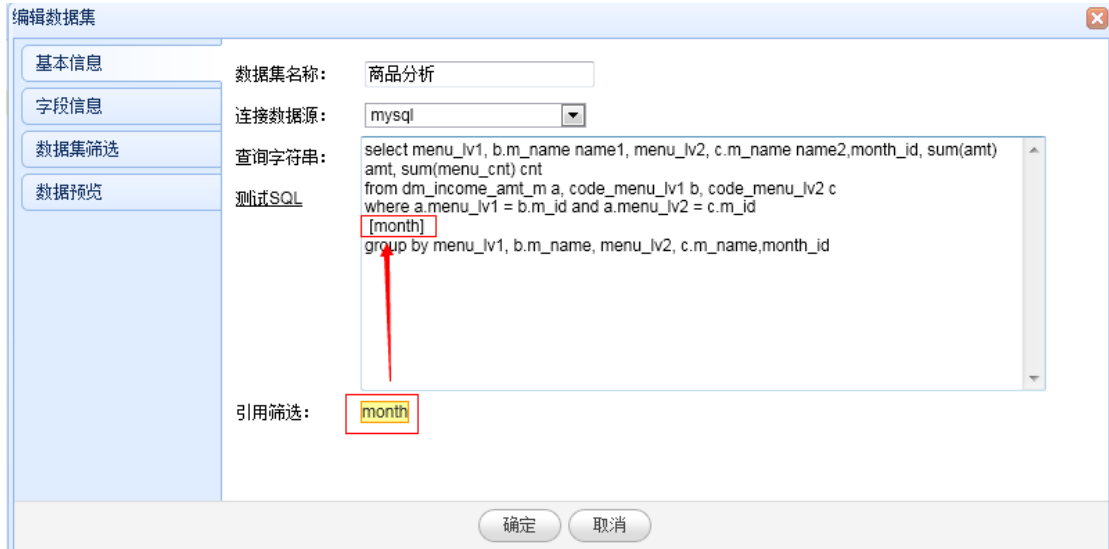 编辑数据集
基本信息
字段信息
数据集筛选
数据预览
数据集名称: 商品分析
连接数据源: mysql
查询字符串:
测试SQL
select menu_lv1, b.m_name name1, menu_lv2, c.m_name name2,month_id, sum(amt)
amt, sum(menu_cnt) cnt
from dm_income_amt_m a, code_menu_lv1 b, code_menu_lv2 c
where a.menu_lv1 = b.m_id and a.menu_lv2 = c.m_id
[month]
group by menu_lv1, b.m_name, menu_lv2, c.m_name,month_id
引用筛选: month
确定 取消